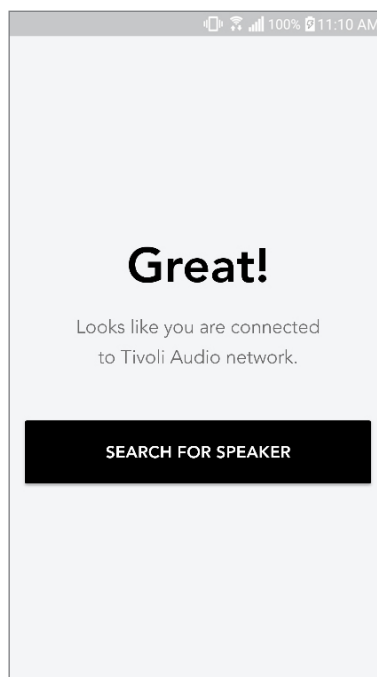 100% 11:10 AM
Great!
Looks like you are connected
to Tivoli Audio network.
SEARCH FOR SPEAKER